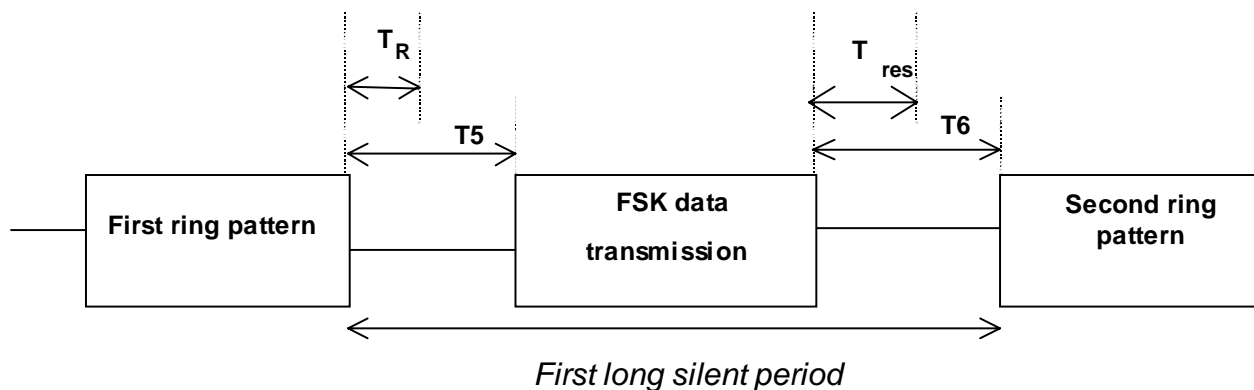 T R
T res
T5
T6
First ring pattern
FSK data
transmission
Second ring
pattern
First long silent period